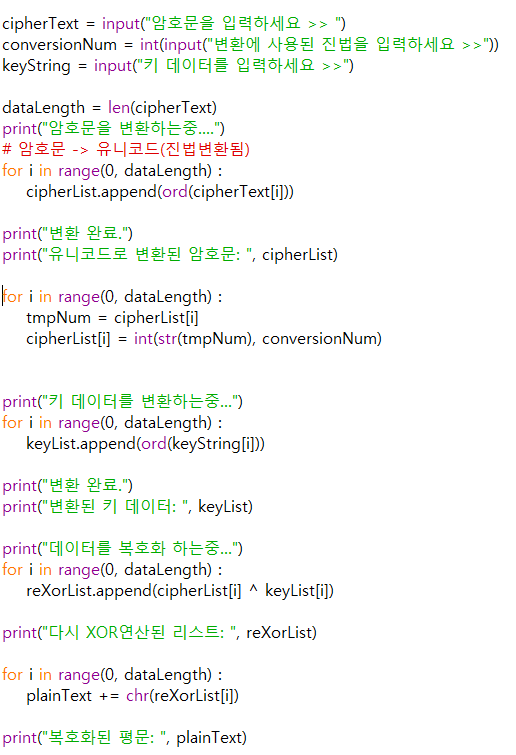 cipherText = input("암호문을 입력하세요 >> ")
conversionNum = int(input("변환에 사용된 진법을 입력하세요 >>"))
keyString = input("키 데이터를 입력하세요 >>")
dataLength = len(cipherText)
print("암호문을 변환하는중....")
# 암호문 -> 유니코드(진법변환됨)
for i in range(0, dataLength) :
cipherList.append(ord(cipherText[i]))
print("변환 완료.")
print("유니코드로 변환된 암호문: ", cipherList)
for i in range(0, dataLength) :
tmpNum = cipherList[i]
cipherList[i] = int(str(tmpNum), conversionNum)
print("키 데이터를 변환하는중...")
for i in range(0, dataLength) :
keyList.append(ord(keyString[i]))
print("변환 완료.")
print("변환된 키 데이터: ", keyList)
print("데이터를 복호화 하는중...")
for i in range(0, dataLength) :
reXorList.append(cipherList[i] ^ keyList[i])
print("다시 XOR연산된 리스트: ", reXorList)
for i in range(0, dataLength) :
plainText += chr(reXorList[i])
print("복호화된 평문: ", plainText)